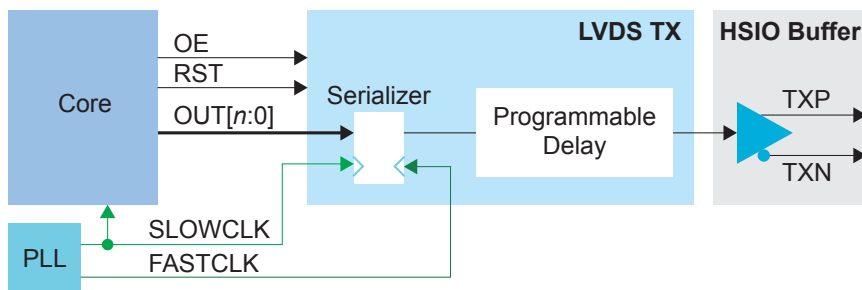 LVDS TX
HSIO Buffer
OE
RST
Core
OUT[n:0]
Serializer
Programmable
Delay
TXP
TXN
SLOWCLK
PLL
FASTCLK